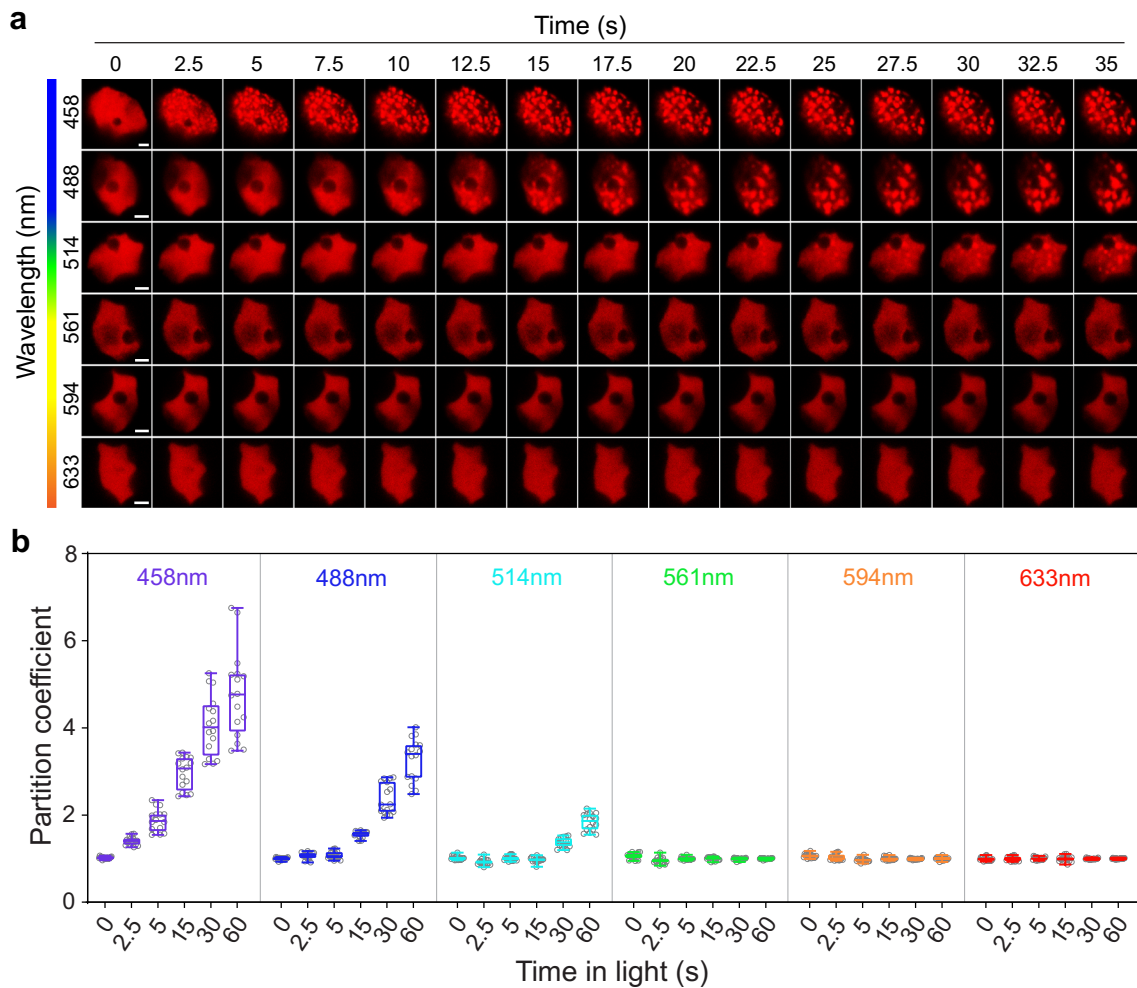 a
Time (s)
0 2.5 5 7.5 10 12.5 15 17.5 20 22.5 25 27.5 30 32.5 35
Wavelength (nm)
458
488
514
561
594
633
b
Partition coefficient
8
6
4
2
0
458nm 488nm 514nm 561nm 594nm 633nm
0 2.5 5 15 30 60 0 2.5 5 15 30 60 0 2.5 5 15 30 60 0 2.5 5 15 30 60 0 2.5 5 15 30 60 0 2.5 5 15 30 60
Time in light (s)